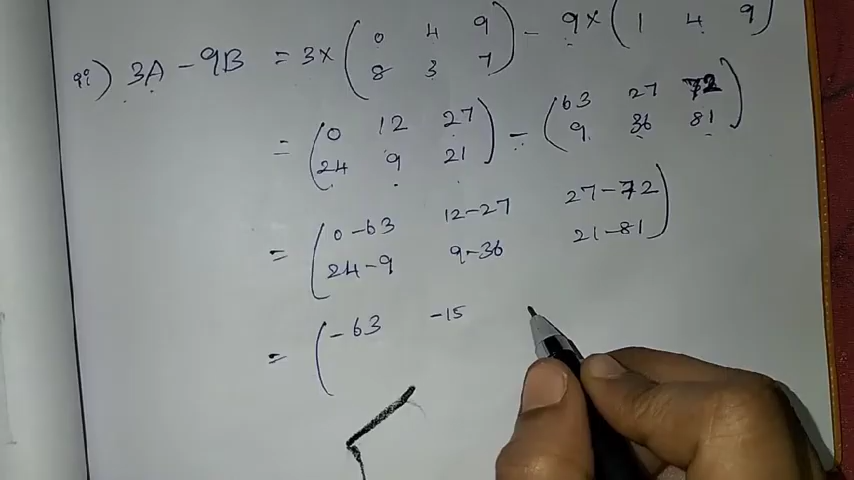 ii) 3A - 9B = 3x ( 0 4 9 ) - 9x ( 1 4 9 )
8 3 7
= ( 0 12 27 ) - ( 63 27 72 )
24 9 21 9 36 81
= ( 0-63 12-27 27-72 )
24-9 9-36 21-81
= ( -63 -15